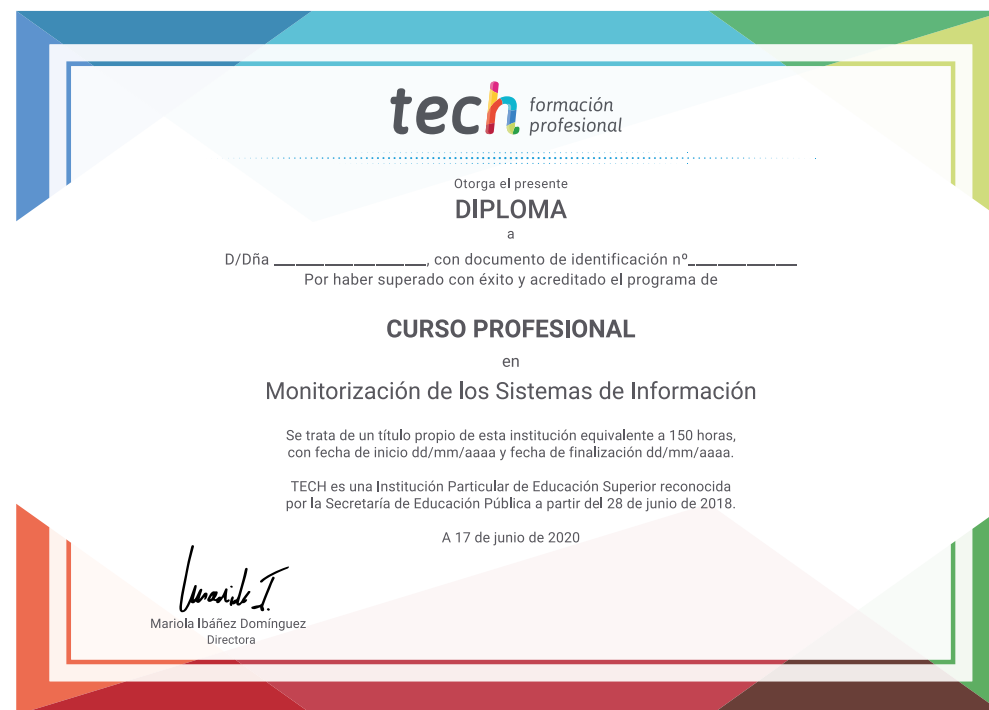 tech formación
profesional
Otorga el presente
DIPLOMA
a
D/Dña ______________, con documento de identificación nº__________
Por haber superado con éxito y acreditado el programa de
CURSO PROFESIONAL
en
Monitorización de los Sistemas de Información
Se trata de un título propio de esta institución equivalente a 150 horas,
con fecha de inicio dd/mm/aaaa y fecha de finalización dd/mm/aaaa.
TECH es una Institución Particular de Educación Superior reconocida
por la Secretaría de Educación Pública a partir del 28 de junio de 2018.
A 17 de junio de 2020
Mariola I.
Mariola Ibáñez Domínguez
Directora